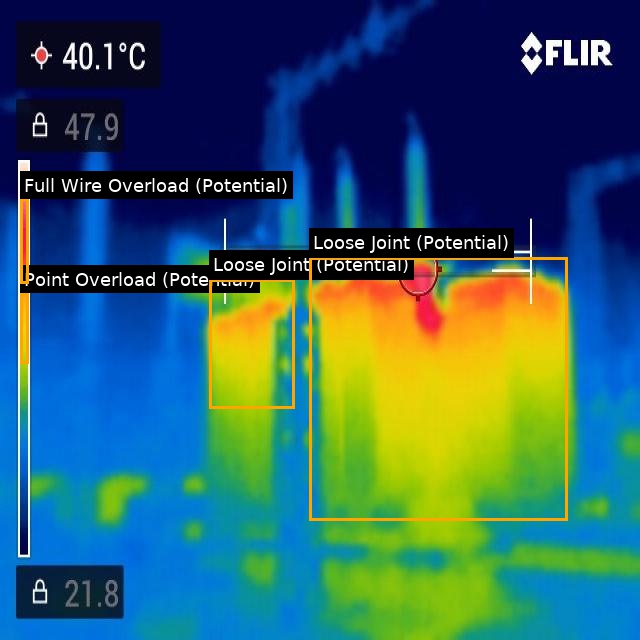 40.1°C
FLIR
47.9
Full Wire Overload (Potential)
Loose Joint (Potential)
Loose Joint (Potential)
Point Overload (Potential)
21.8